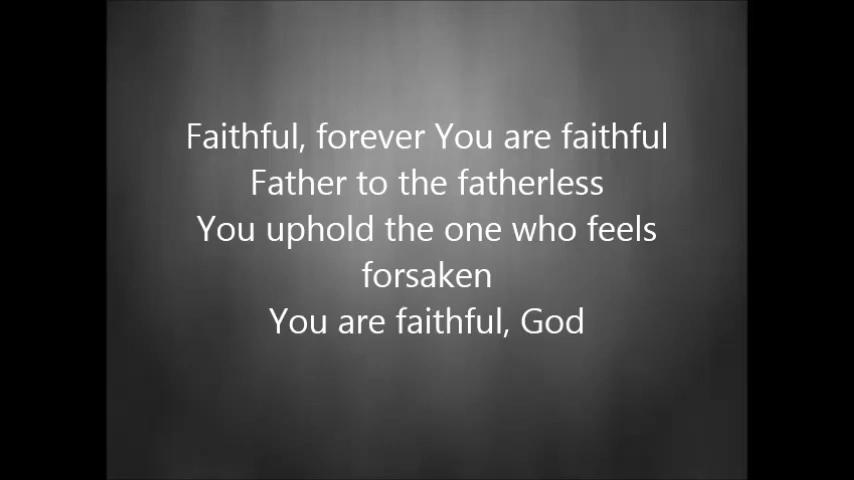 Faithful, forever You are faithful
Father to the fatherless
You uphold the one who feels
forsaken
You are faithful, God